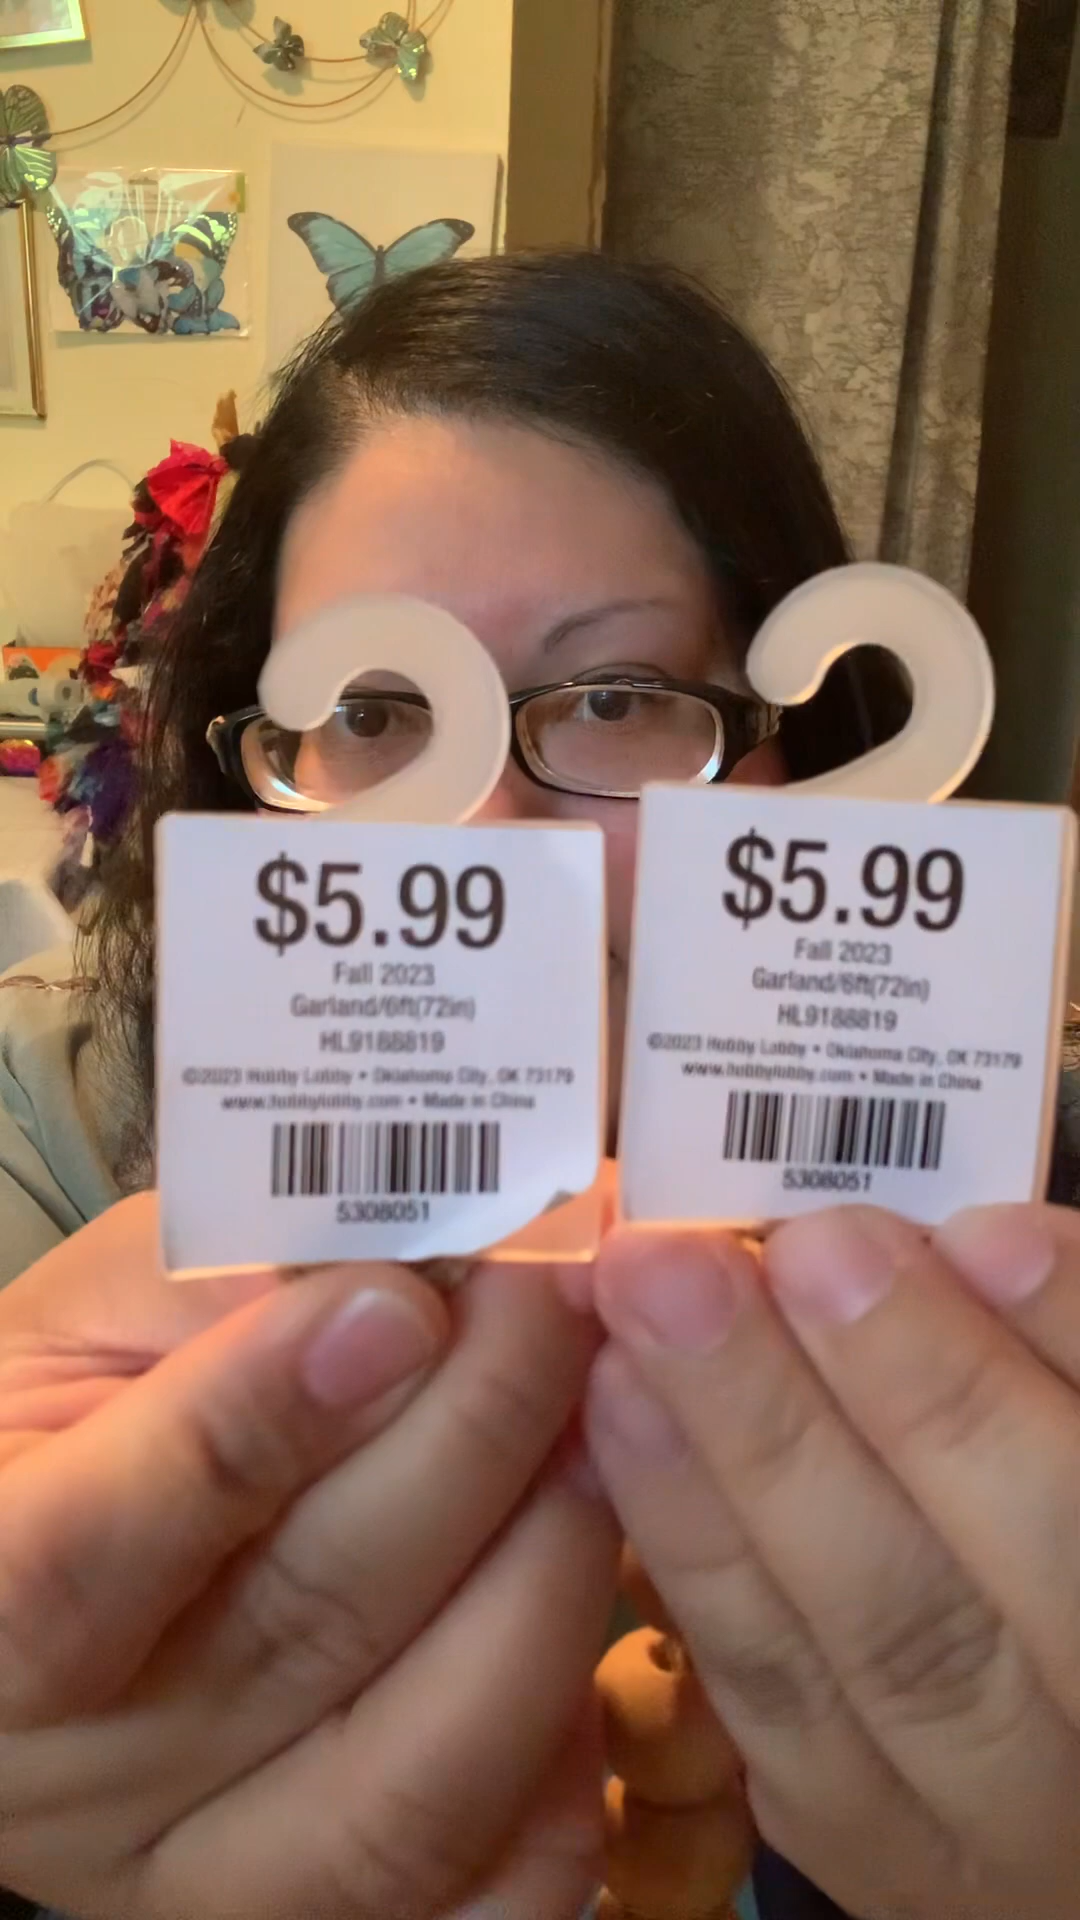 $5.99
Fall 2023
Garland/6ft(72in)
HL9188819
©2023 Hobby Lobby • Oklahoma City, OK 73179
www.hobbylobby.com • Made in China
5308051
$5.99
Fall 2023
Garland/6ft(72in)
HL9188819
©2023 Hobby Lobby • Oklahoma City, OK 73179
www.hobbylobby.com • Made in China
5308051